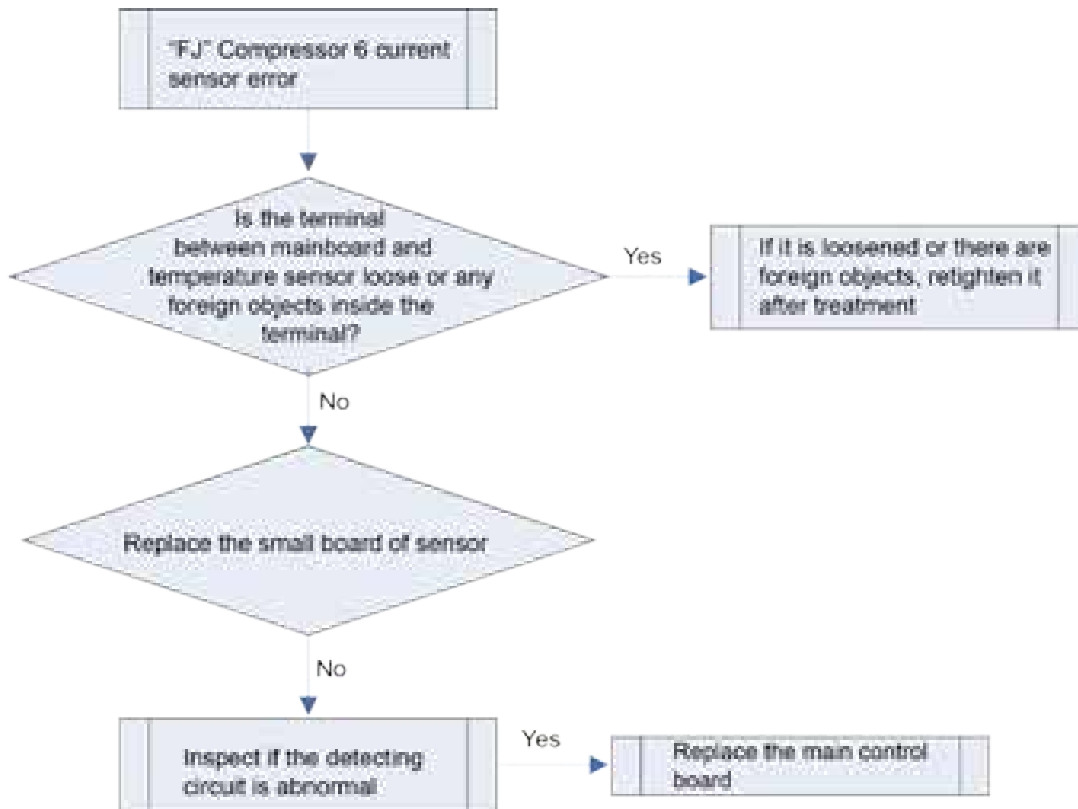 "FJ" Compressor 6 current
sensor error
Is the terminal
between mainboard and
temperature sensor loose or any
foreign objects inside the
terminal?
Yes
If it is loosened or there are
foreign objects, retighten it
after treatment
No
Replace the small board of sensor
No
Inspect if the detecting
circuit is abnormal
Yes
Replace the main control
board